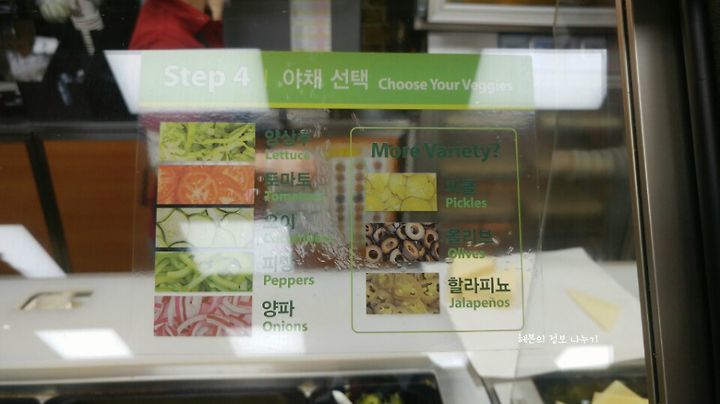 Step 4 야채 선택 Choose Your Veggies
양상추
Lettuce
토마토
Tomatoes
오이
Cucumbers
피망
Peppers
양파
Onions
More Variety?
피클
Pickles
올리브
Olives
할라피뇨
Jalapeños
헤븐의 정보 나누기